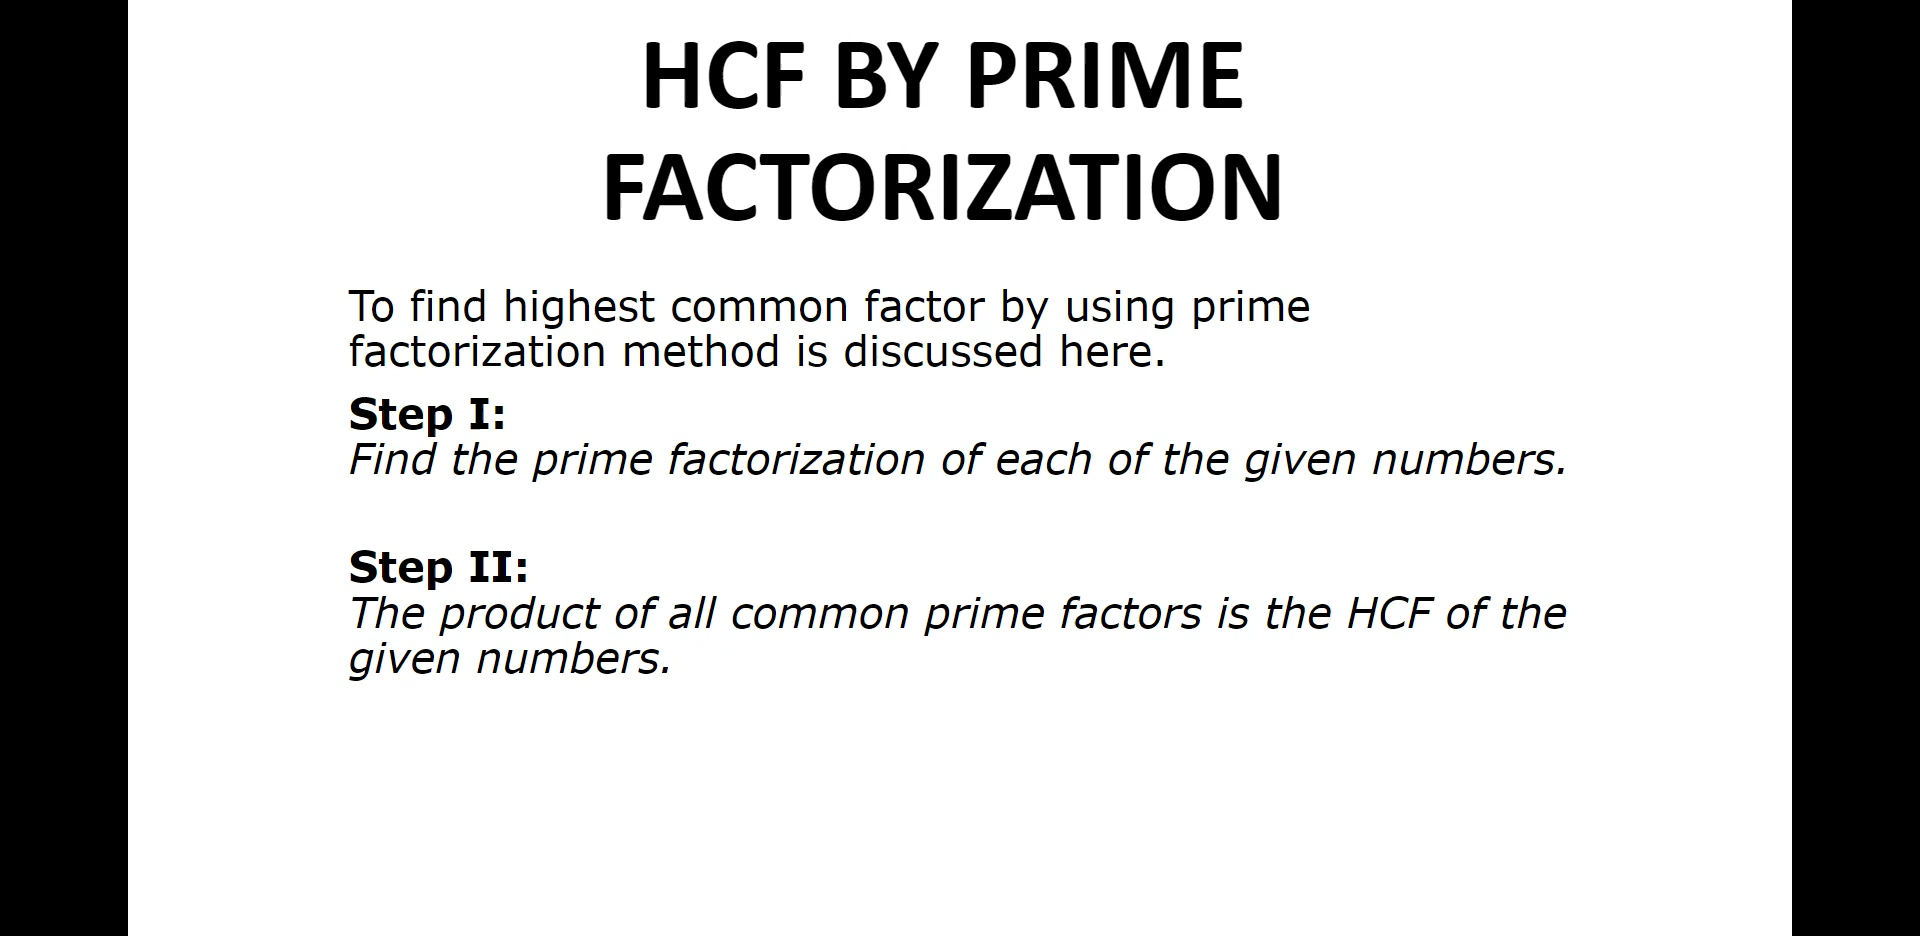 HCF BY PRIME
FACTORIZATION
To find highest common factor by using prime
factorization method is discussed here.
Step I:
Find the prime factorization of each of the given numbers.
Step II:
The product of all common prime factors is the HCF of the
given numbers.